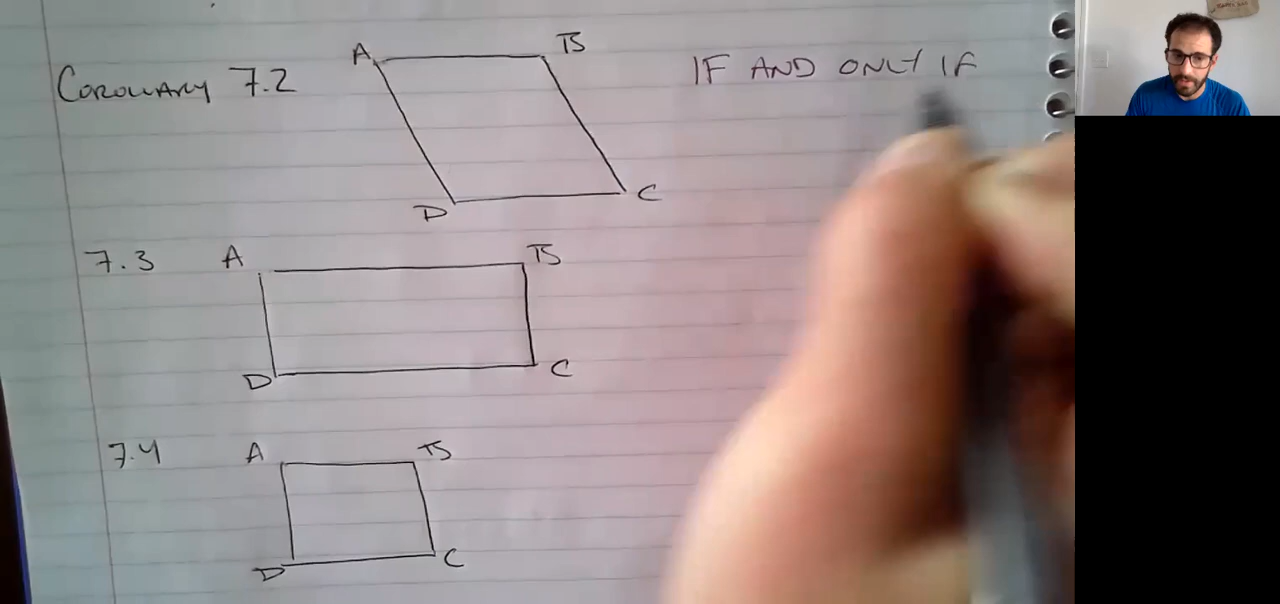 COROLLARY 7.2
A B
D C
IF AND ONLY IF
7.3
A B
D C
7.4
A B
D C